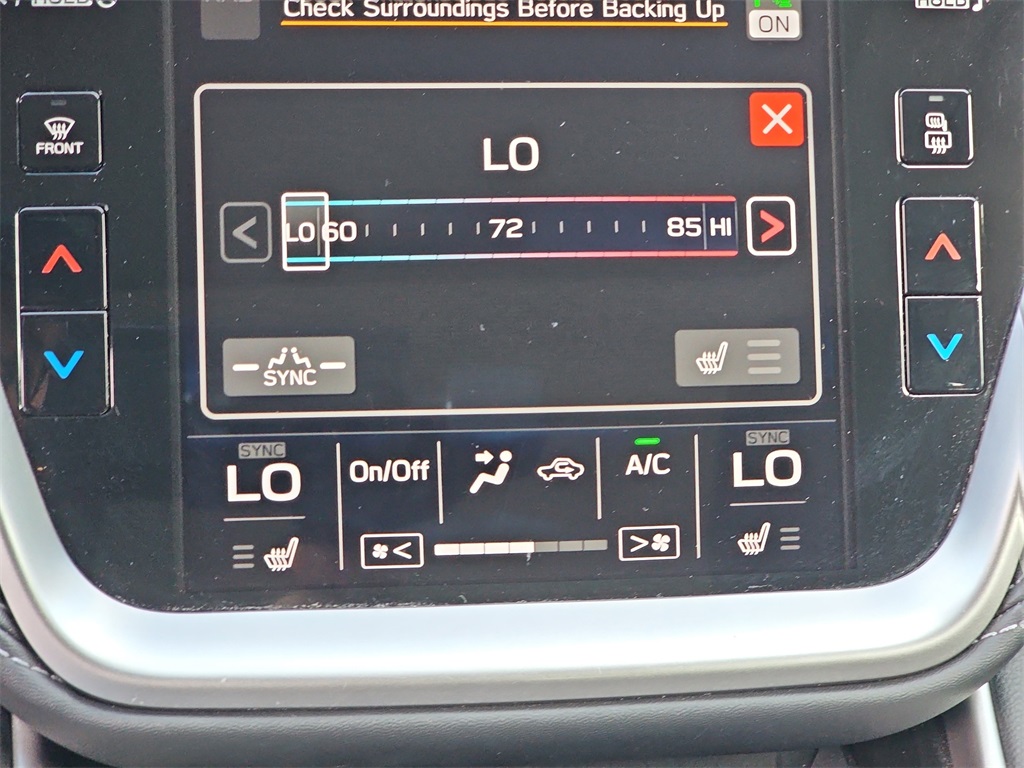 Check Surroundings Before Backing Up
ON
FRONT
LO
< LO 60 72 85 HI >
SYNC
SYNC
LO
On/Off
A/C
SYNC
LO
<
>